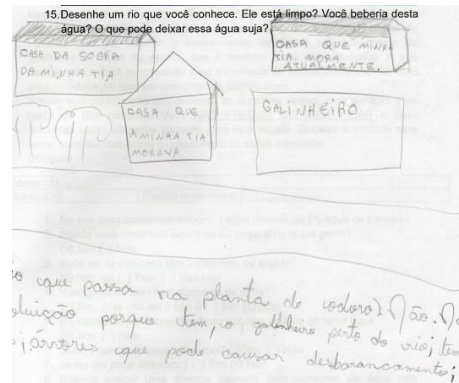 15. Desenhe um rio que você conhece. Ele está limpo? Você beberia desta
água? O que pode deixar essa água suja?
CASA DA SOGRA
DA MINHA TIA
CASA QUE MINHA
TIA MORA
ATUALMENTE.
CASA QUE
A MINHA TIA
MORAVA
GALINHEIRO
que passa na planta do Não.
porque tem, o galinheiro perto do rio; tem
árvores que pode causar desbarancamento;